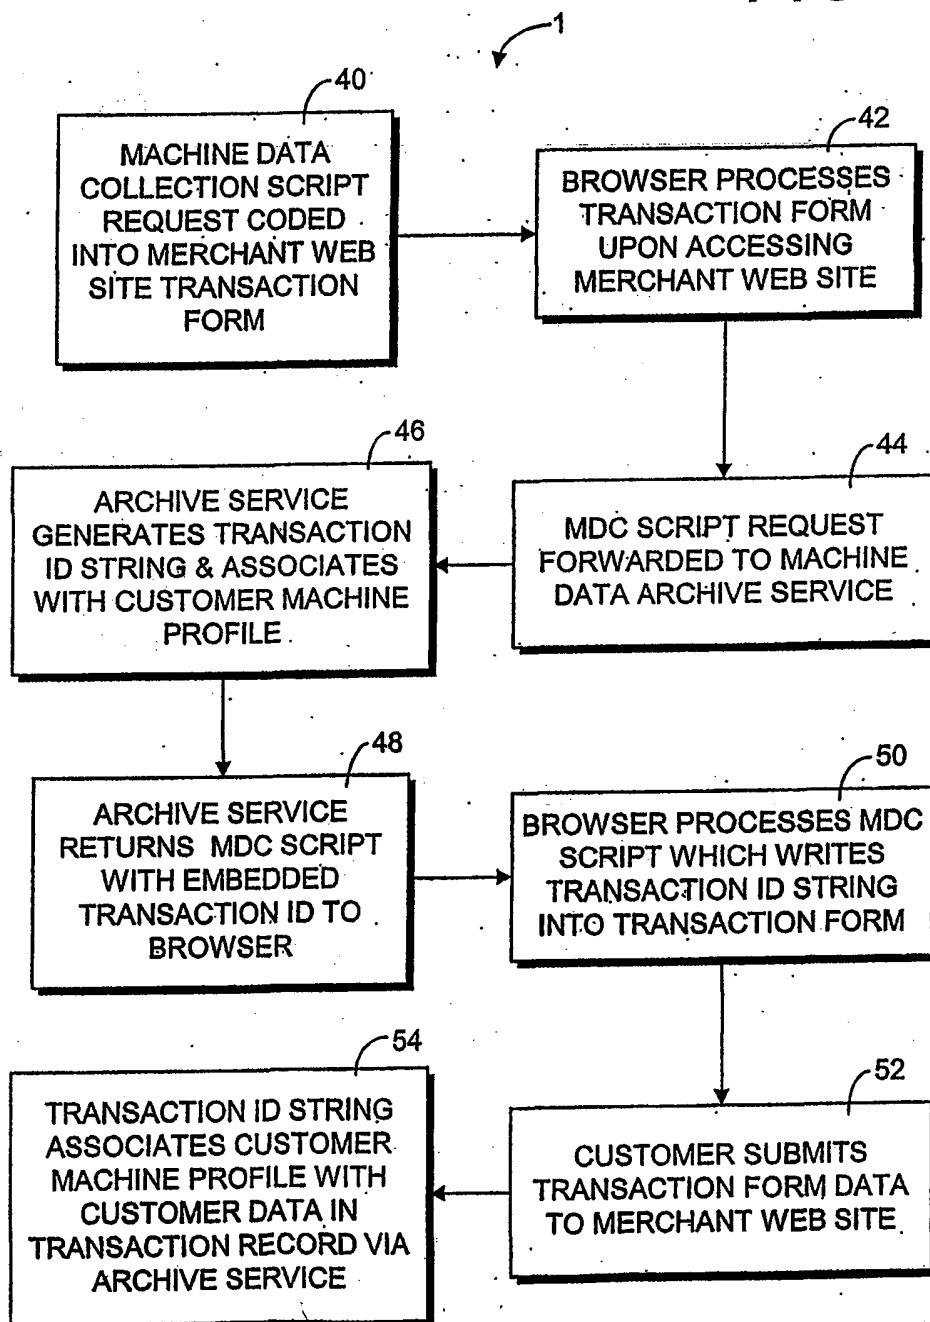 1
40
MACHINE DATA
COLLECTION SCRIPT
REQUEST CODED
INTO MERCHANT WEB
SITE TRANSACTION
FORM
42
BROWSER PROCESSES
TRANSACTION FORM
UPON ACCESSING
MERCHANT WEB SITE
44
MDC SCRIPT REQUEST
FORWARDED TO MACHINE
DATA ARCHIVE SERVICE
46
ARCHIVE SERVICE
GENERATES TRANSACTION
ID STRING & ASSOCIATES
WITH CUSTOMER MACHINE
PROFILE
48
ARCHIVE SERVICE
RETURNS MDC SCRIPT
WITH EMBEDDED
TRANSACTION ID TO
BROWSER
50
BROWSER PROCESSES MDC
SCRIPT WHICH WRITES
TRANSACTION ID STRING
INTO TRANSACTION FORM
52
CUSTOMER SUBMITS
TRANSACTION FORM DATA
TO MERCHANT WEB SITE
54
TRANSACTION ID STRING
ASSOCIATES CUSTOMER
MACHINE PROFILE WITH
CUSTOMER DATA IN
TRANSACTION RECORD VIA
ARCHIVE SERVICE